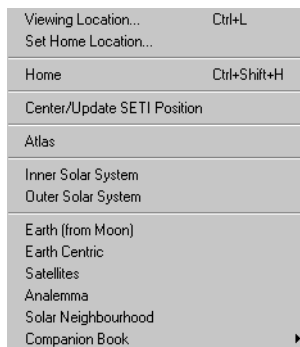 Viewing Location... Ctrl+L
Set Home Location...
Home Ctrl+Shift+H
Center/Update SETI Position
Atlas
Inner Solar System
Outer Solar System
Earth (from Moon)
Earth Centric
Satellites
Analemma
Solar Neighbourhood
Companion Book